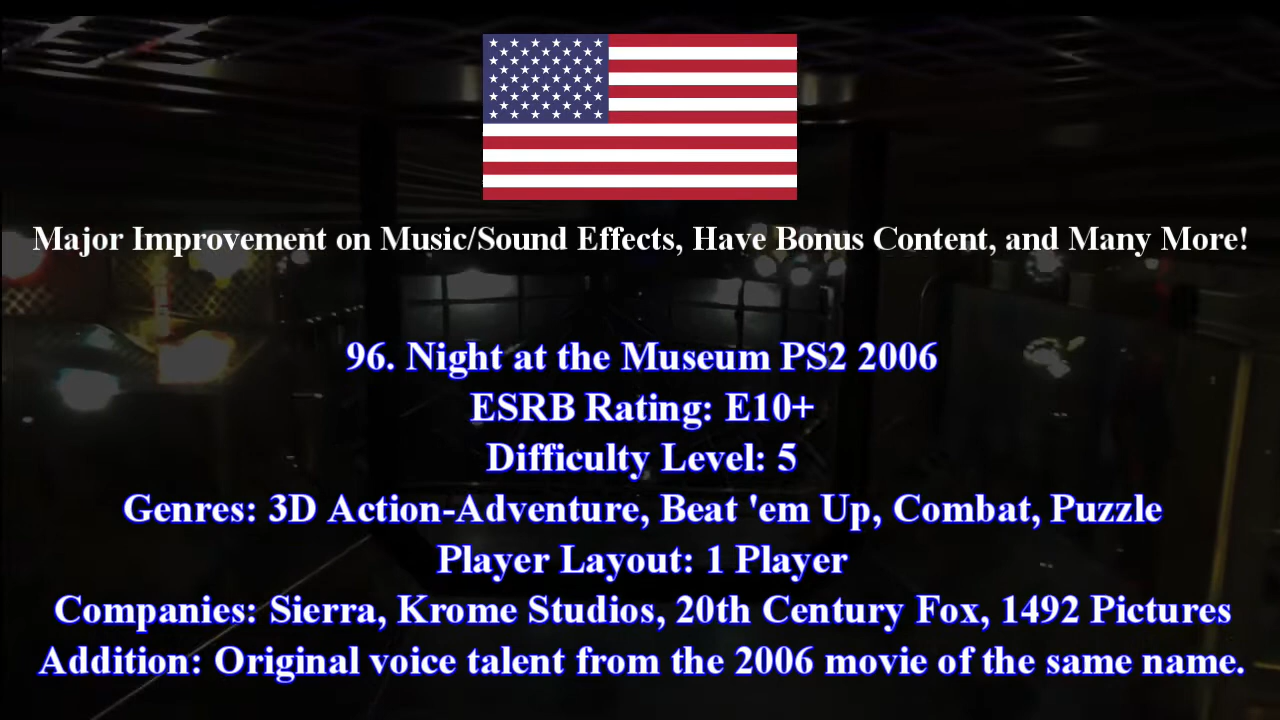 Major Improvement on Music/Sound Effects, Have Bonus Content, and Many More!
96. Night at the Museum PS2 2006
ESRB Rating: E10+
Difficulty Level: 5
Genres: 3D Action-Adventure, Beat 'em Up, Combat, Puzzle
Player Layout: 1 Player
Companies: Sierra, Krome Studios, 20th Century Fox, 1492 Pictures
Addition: Original voice talent from the 2006 movie of the same name.